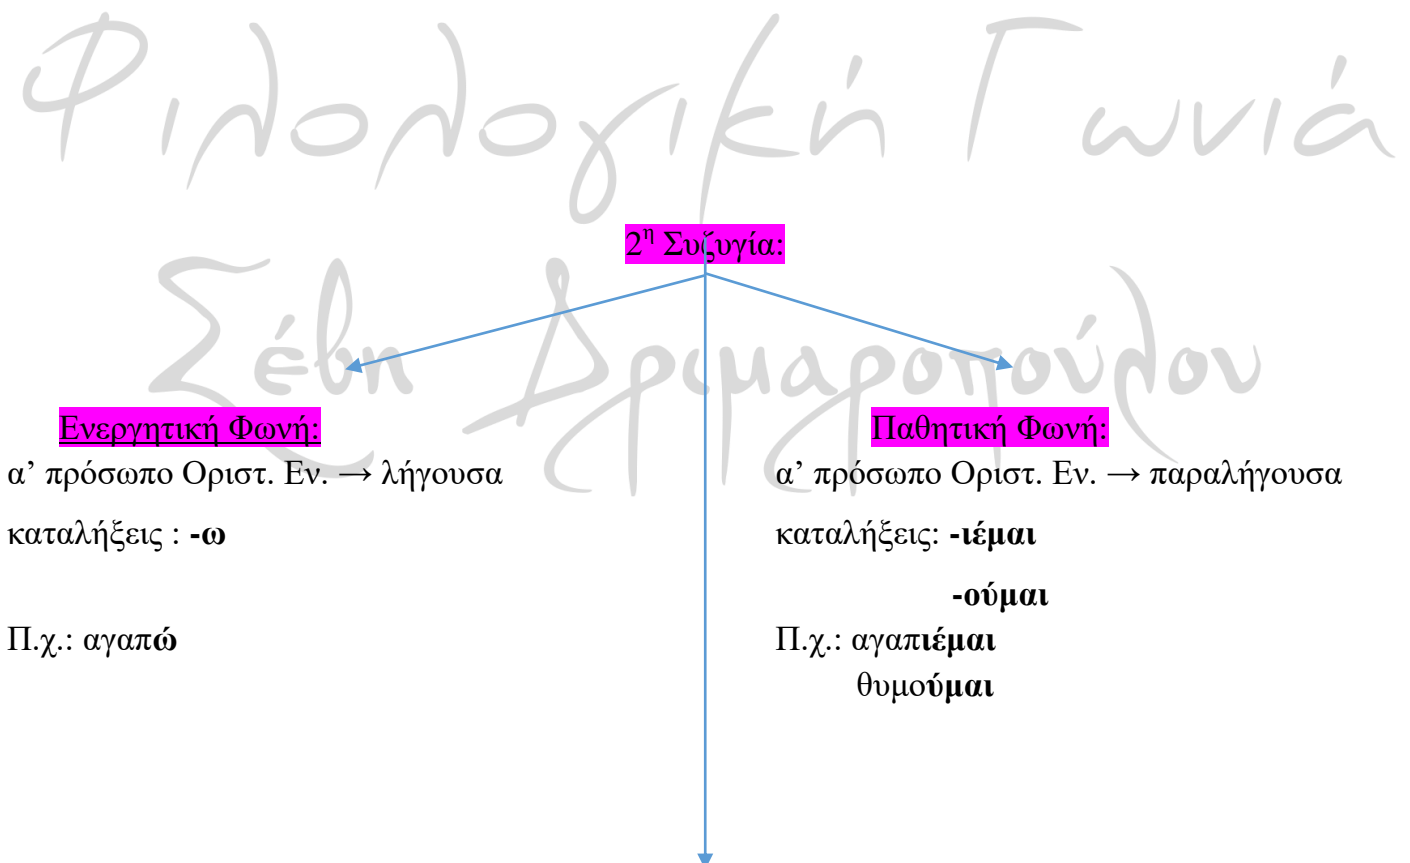 Φιλολογική Γωνιά
2η Συζυγία:
Σέβη Δριμαροπούλου
Ενεργητική Φωνή:
α’ πρόσωπο Οριστ. Εν. → λήγουσα
καταλήξεις : -ω
Π.χ.: αγαπώ
Παθητική Φωνή:
α’ πρόσωπο Οριστ. Εν. → παραλήγουσα
καταλήξεις: -ιέμαι
-ούμαι
Π.χ.: αγαπιέμαι
θυμούμαι